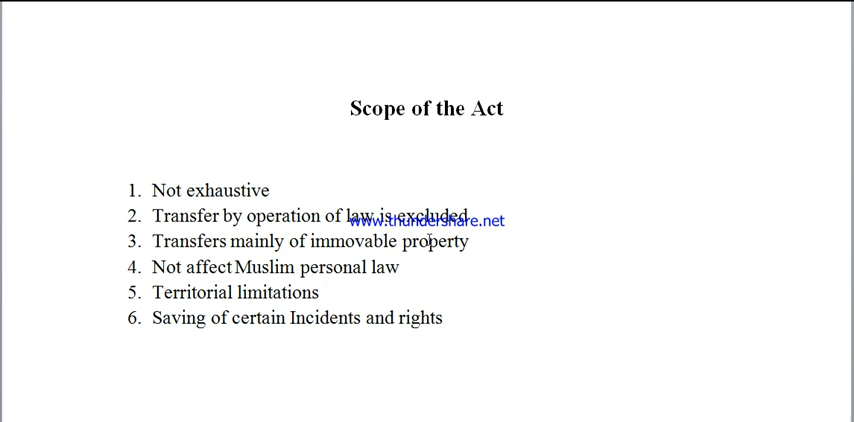 Scope of the Act
1. Not exhaustive
2. Transfer by operation of law is excluded
www.thundershare.net
3. Transfers mainly of immovable property
4. Not affect Muslim personal law
5. Territorial limitations
6. Saving of certain Incidents and rights